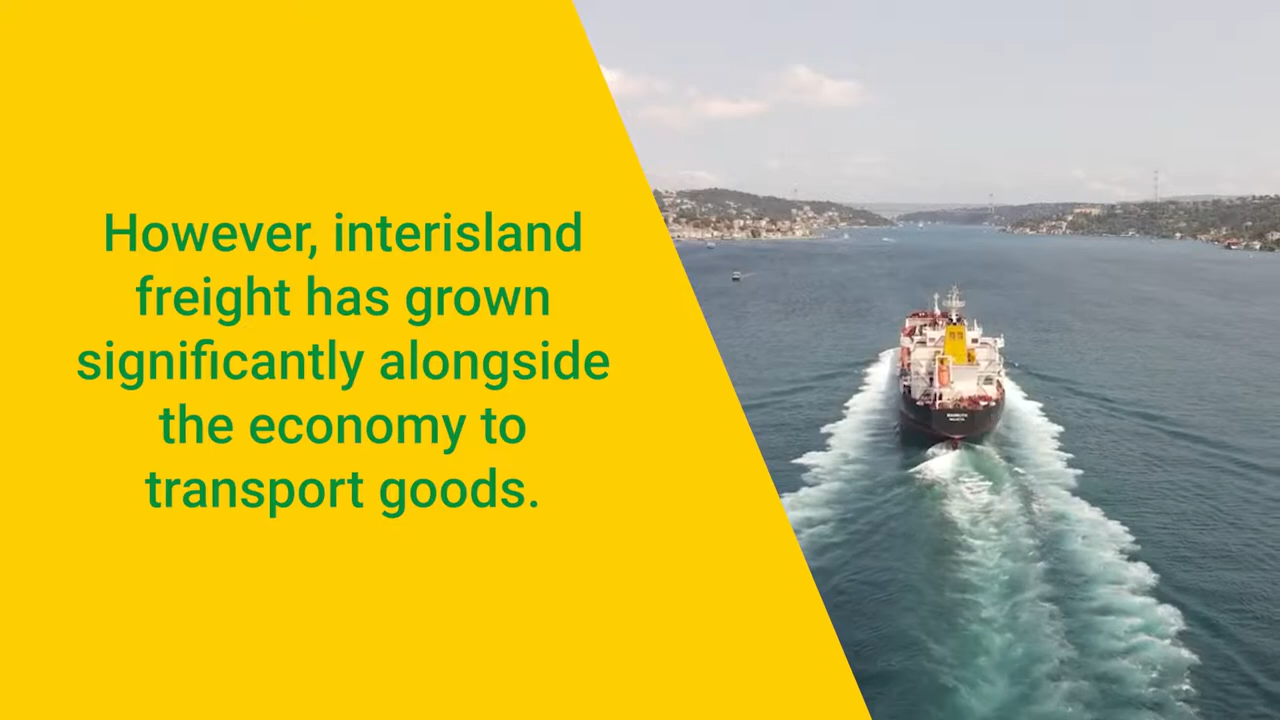 However, interisland
freight has grown
significantly alongside
the economy to
transport goods.